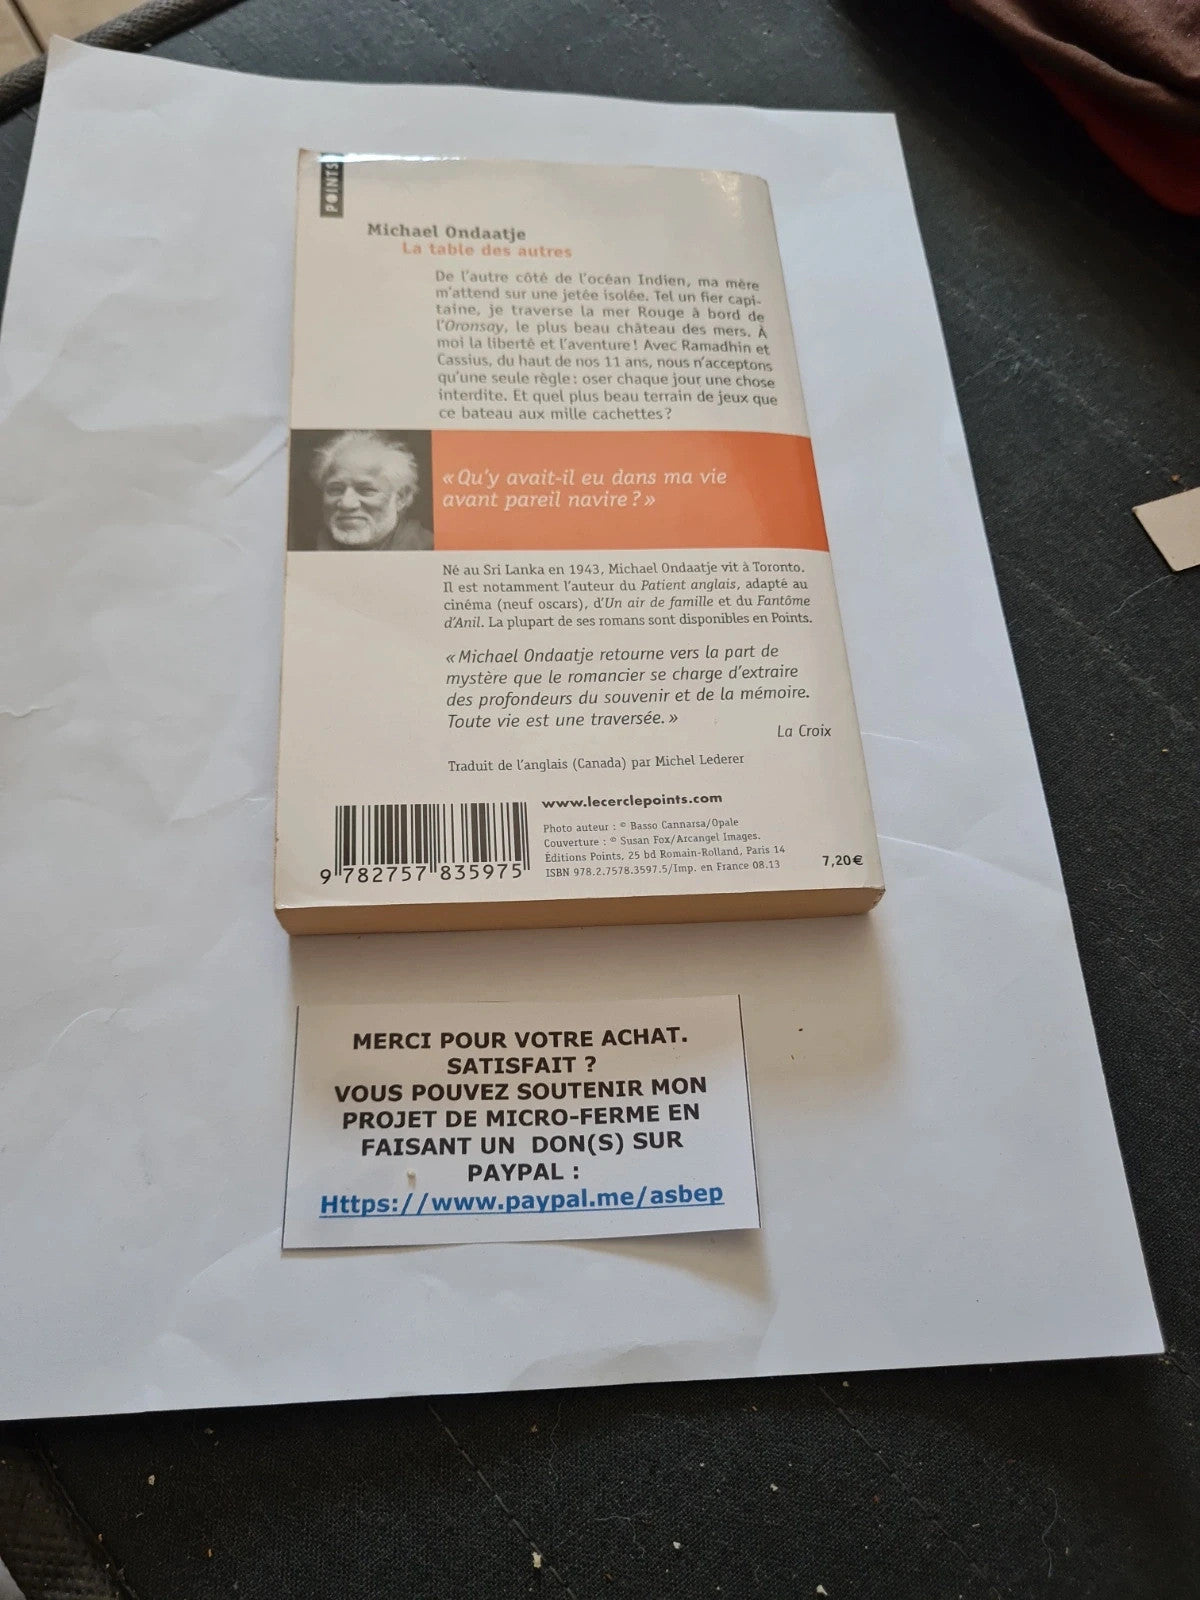 POINTS
Michael Ondaatje
La table des autres
De l'autre côté de l'océan Indien, ma mère
m'attend sur une jetée isolée. Tel un fier capi-
taine, je traverse la mer Rouge à bord de
l'Oronsay, le plus beau château des mers. À
moi la liberté et l'aventure ! Avec Ramadhin et
Cassius, du haut de nos 11 ans, nous n'acceptons
qu'une seule règle : oser chaque jour une chose
interdite. Et quel plus beau terrain de jeux que
ce bateau aux mille cachettes ?
« Qu'y avait-il eu dans ma vie
avant pareil navire ? »
Né au Sri Lanka en 1943, Michael Ondaatje vit à Toronto.
Il est notamment l'auteur du Patient anglais, adapté au
cinéma (neuf oscars), d'Un air de famille et du Fantôme
d'Anil. La plupart de ses romans sont disponibles en Points.
« Michael Ondaatje retourne vers la part de
mystère que le romancier se charge d'extraire
des profondeurs du souvenir et de la mémoire.
Toute vie est une traversée. »
La Croix
Traduit de l'anglais (Canada) par Michel Lederer
www.lecerclepoints.com
Photo auteur : © Basso Cannarsa/Opale
Couverture : © Susan Fox/Arcangel Images.
Éditions Points, 25 bd Romain-Rolland, Paris 14
ISBN 978.2.7578.3597.5/Imp. en France 08.13
7,20€
9 782757 835975
MERCI POUR VOTRE ACHAT.
SATISFAIT ?
VOUS POUVEZ SOUTENIR MON
PROJET DE MICRO-FERME EN
FAISANT UN DON(S) SUR
PAYPAL :
Https://www.paypal.me/asbep